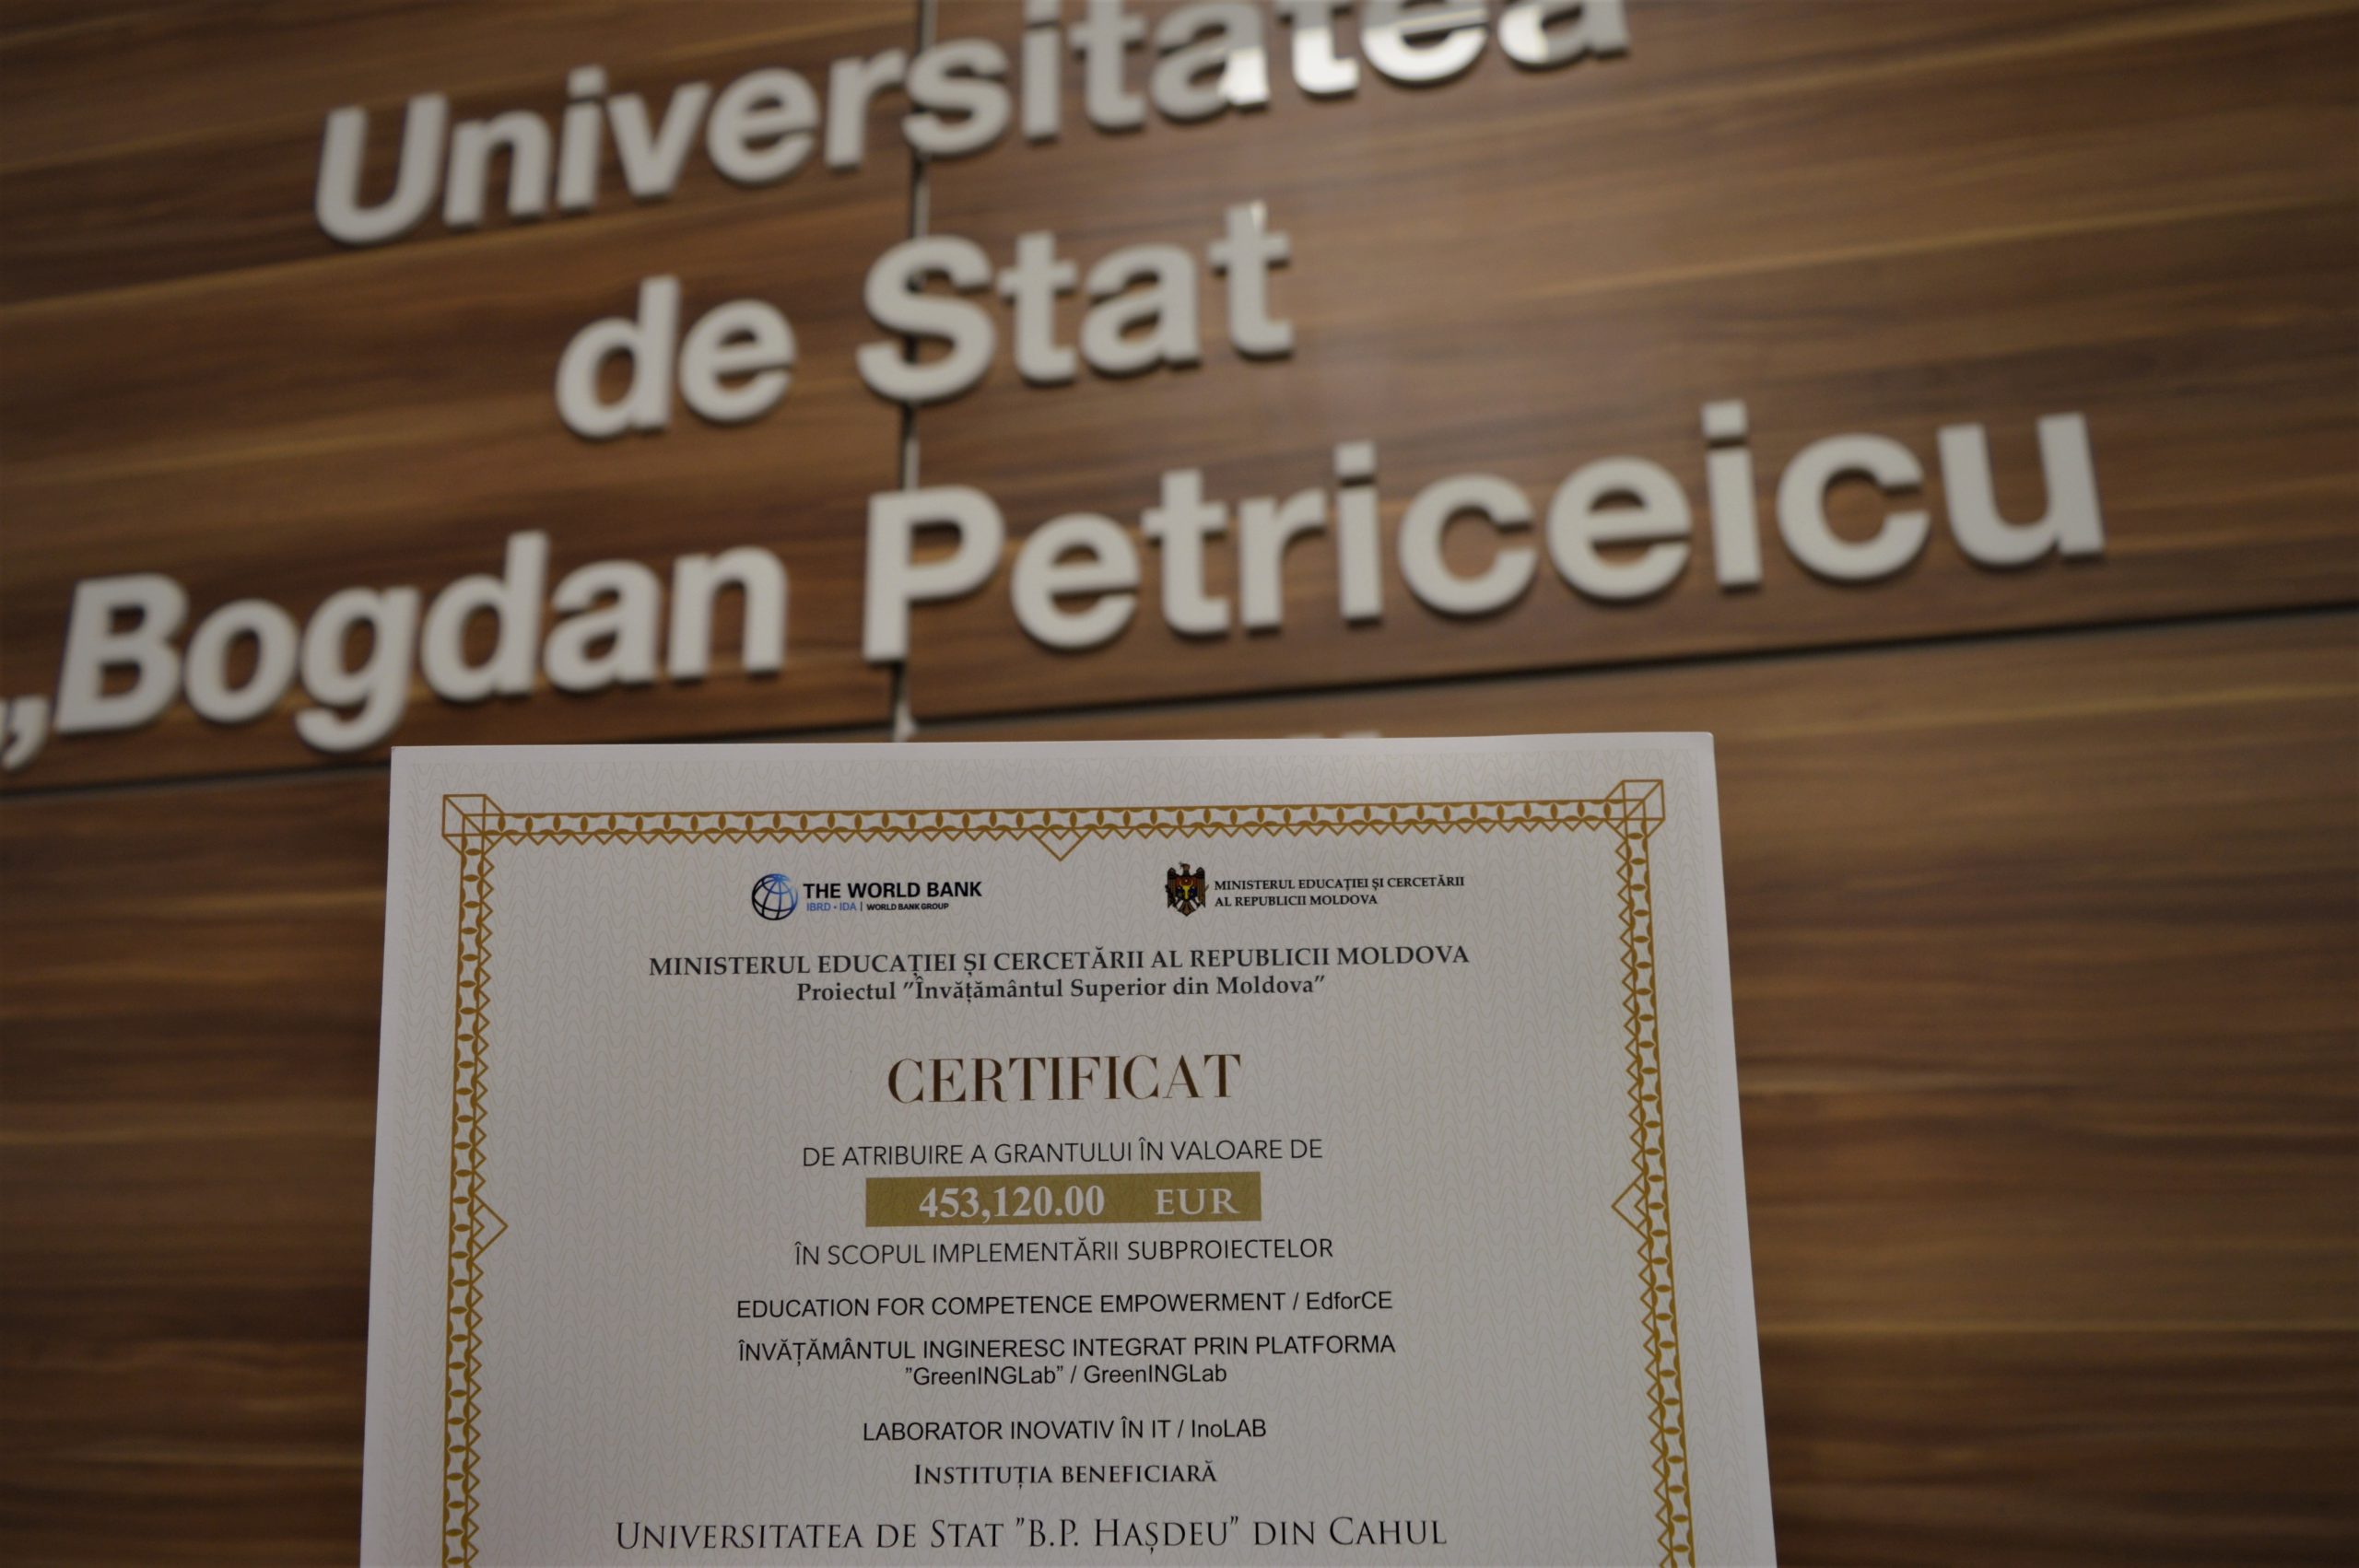 Universitatea
de Stat
„Bogdan Petriceicu
THE WORLD BANK
IBRD • IDA | WORLD BANK GROUP
MINISTERUL EDUCAȚIEI ȘI CERCETĂRII
AL REPUBLICII MOLDOVA
MINISTERUL EDUCAȚIEI ȘI CERCETĂRII AL REPUBLICII MOLDOVA
Proiectul ”Învățământul Superior din Moldova”
CERTIFICAT
DE ATRIBUIRE A GRANTULUI ÎN VALOARE DE
453,120.00 EUR
ÎN SCOPUL IMPLEMENTĂRII SUBPROIECTELOR
EDUCATION FOR COMPETENCE EMPOWERMENT / EdforCE
ÎNVĂȚĂMÂNTUL INGINERESC INTEGRAT PRIN PLATFORMA
”GreenINGLab” / GreenINGLab
LABORATOR INOVATIV ÎN IT / InoLAB
INSTITUȚIA BENEFICIARĂ
UNIVERSITATEA DE STAT ”B.P. HAȘDEU” DIN CAHUL